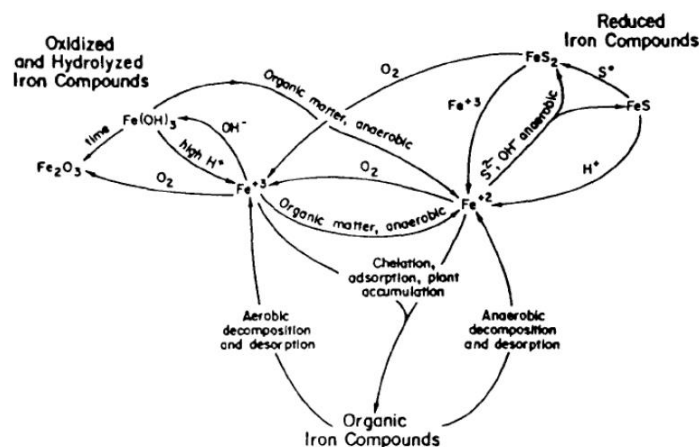 Oxidized
and Hydrolyzed
Iron Compounds
Reduced
Iron Compounds
FeS₂
S°
FeS
O₂
Organic matter, anaerobic
Fe⁺³
S²⁻, OH⁻ anaerobic
Fe(OH)₃
OH⁻
time
high H⁺
Fe₂O₃
O₂
Fe⁺³
O₂
H⁺
Fe⁺²
Organic matter, anaerobic
Chelation,
adsorption, plant
accumulation
Aerobic
decomposition
and desorption
Anaerobic
decomposition
and desorption
Organic
Iron Compounds